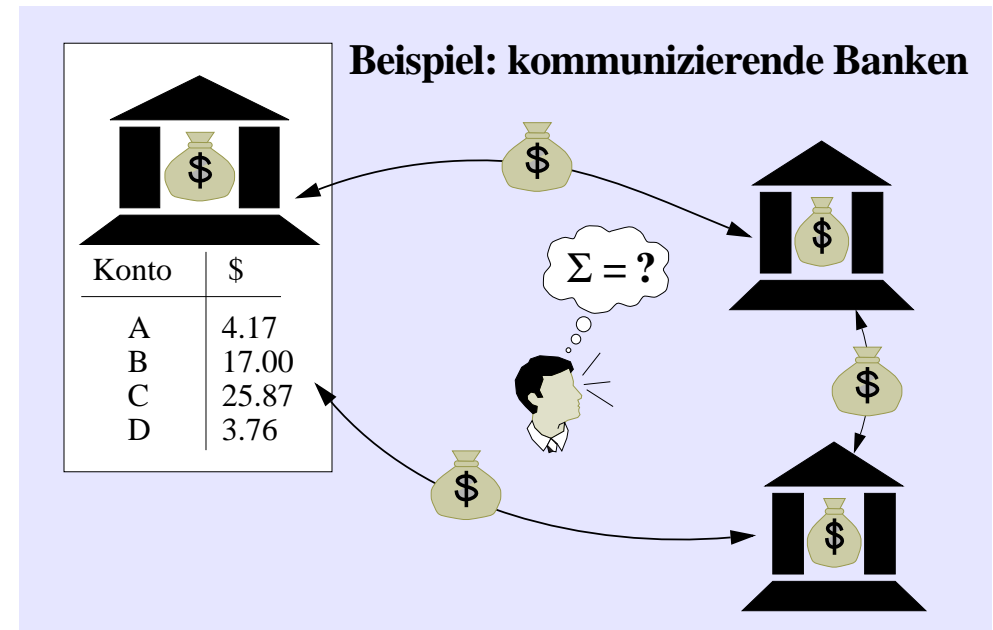 Beispiel: kommunizierende Banken
$
$
$
$
Σ = ?
Konto $
A 4.17
B 17.00
C 25.87
D 3.76
$
$
$